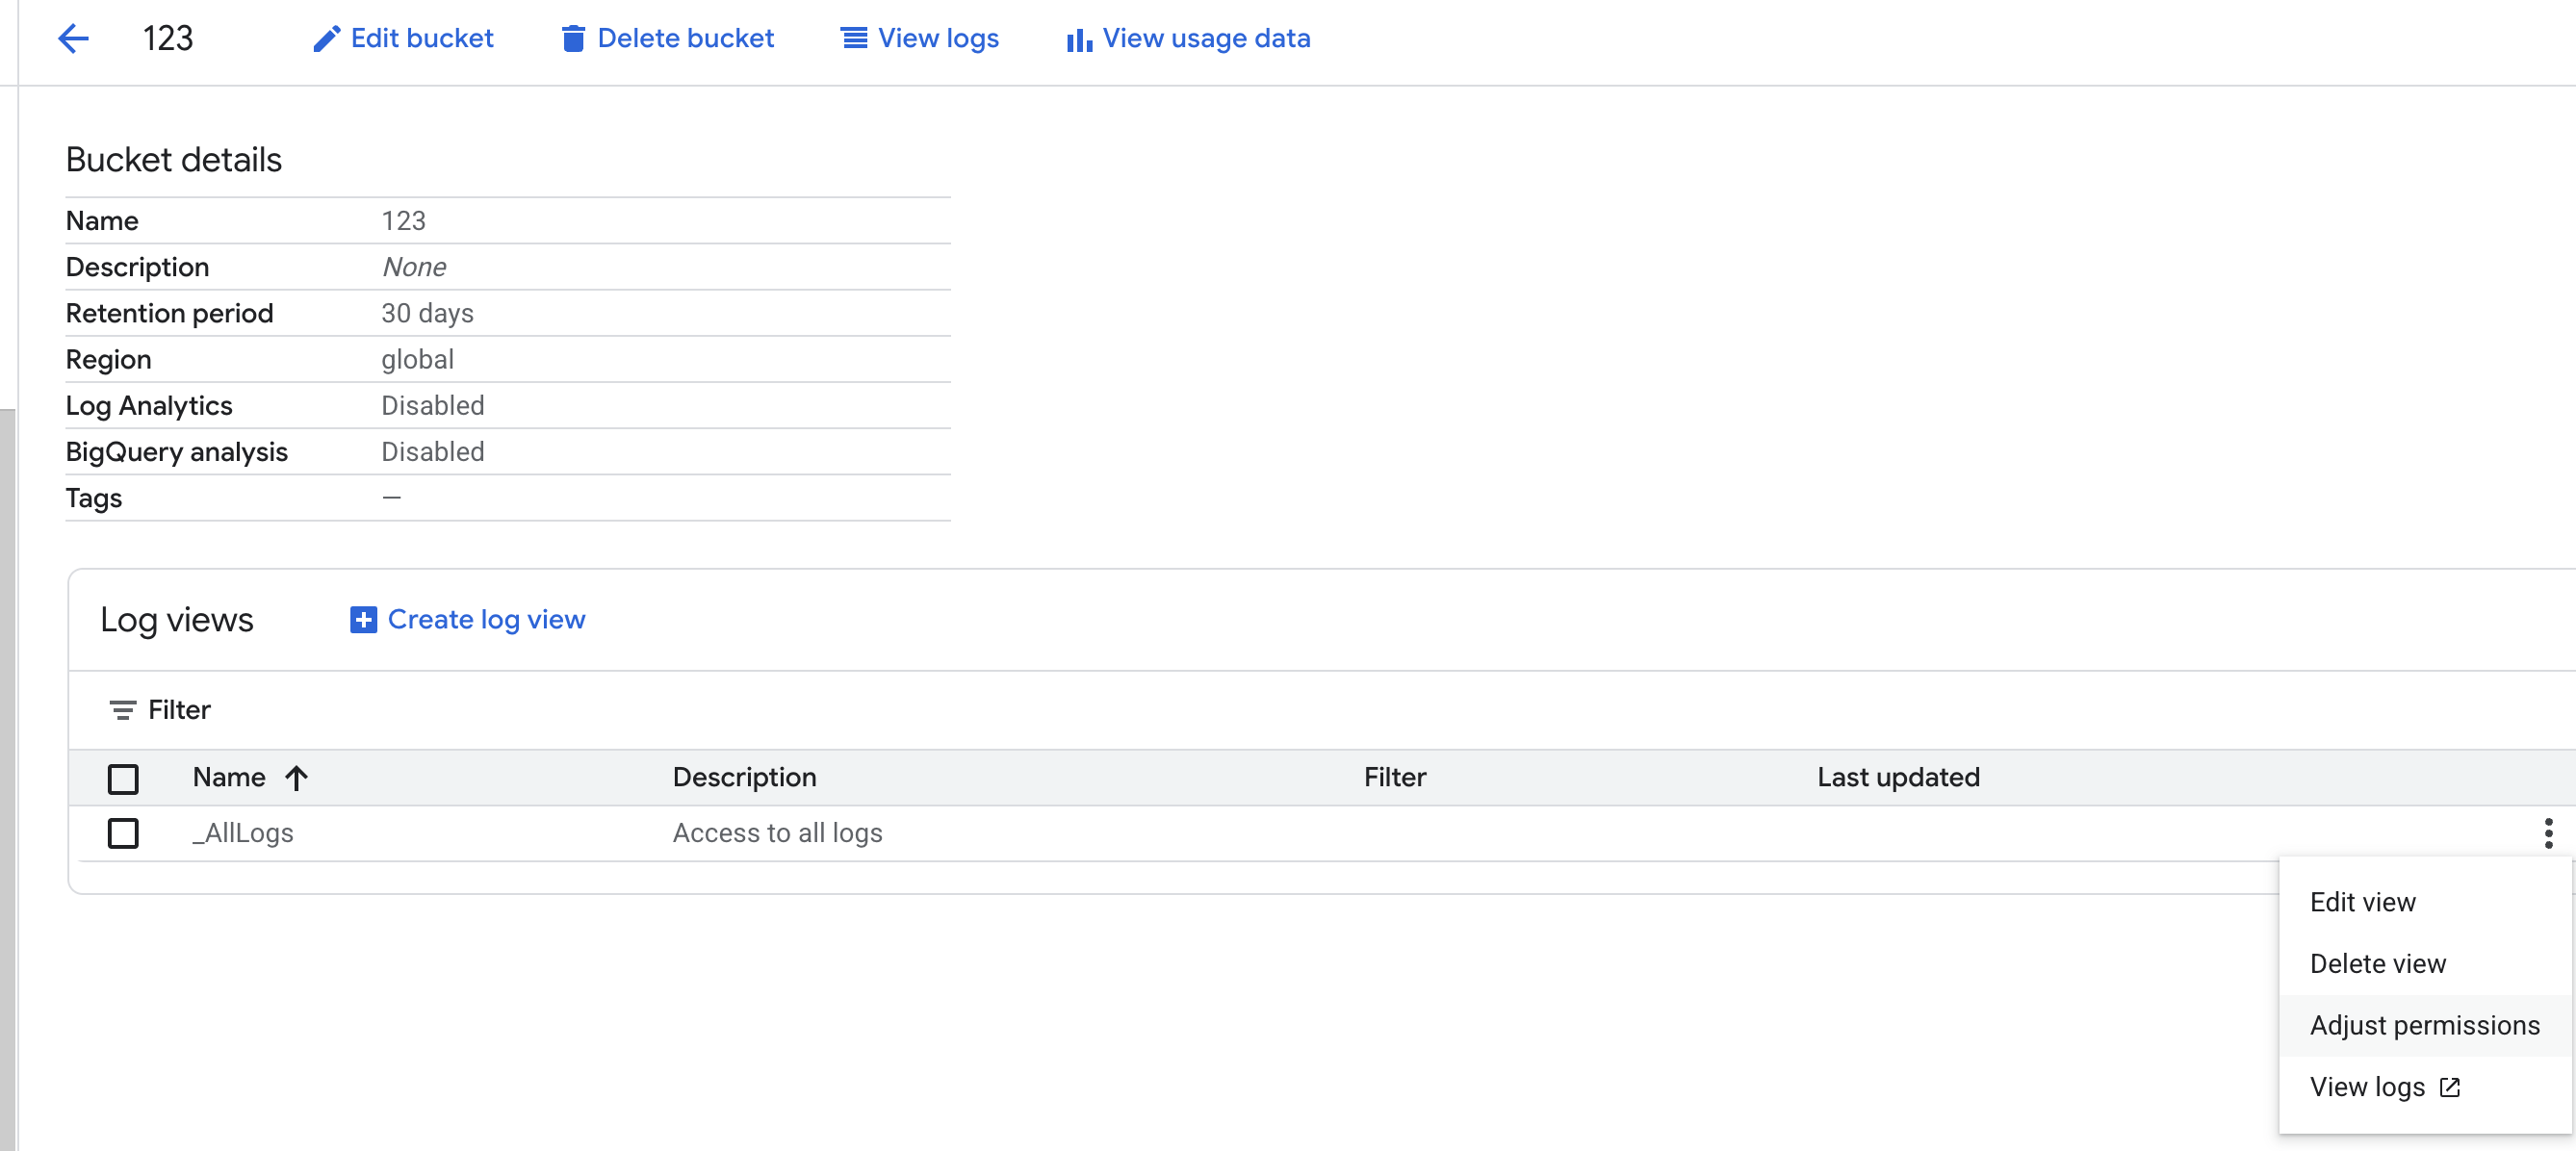 123 Edit bucket Delete bucket View logs View usage data
Bucket details
Name 123
Description None
Retention period 30 days
Region global
Log Analytics Disabled
BigQuery analysis Disabled
Tags —
Log views Create log view
Filter
Name Description Filter Last updated
_AllLogs Access to all logs
Edit view
Delete view
Adjust permissions
View logs